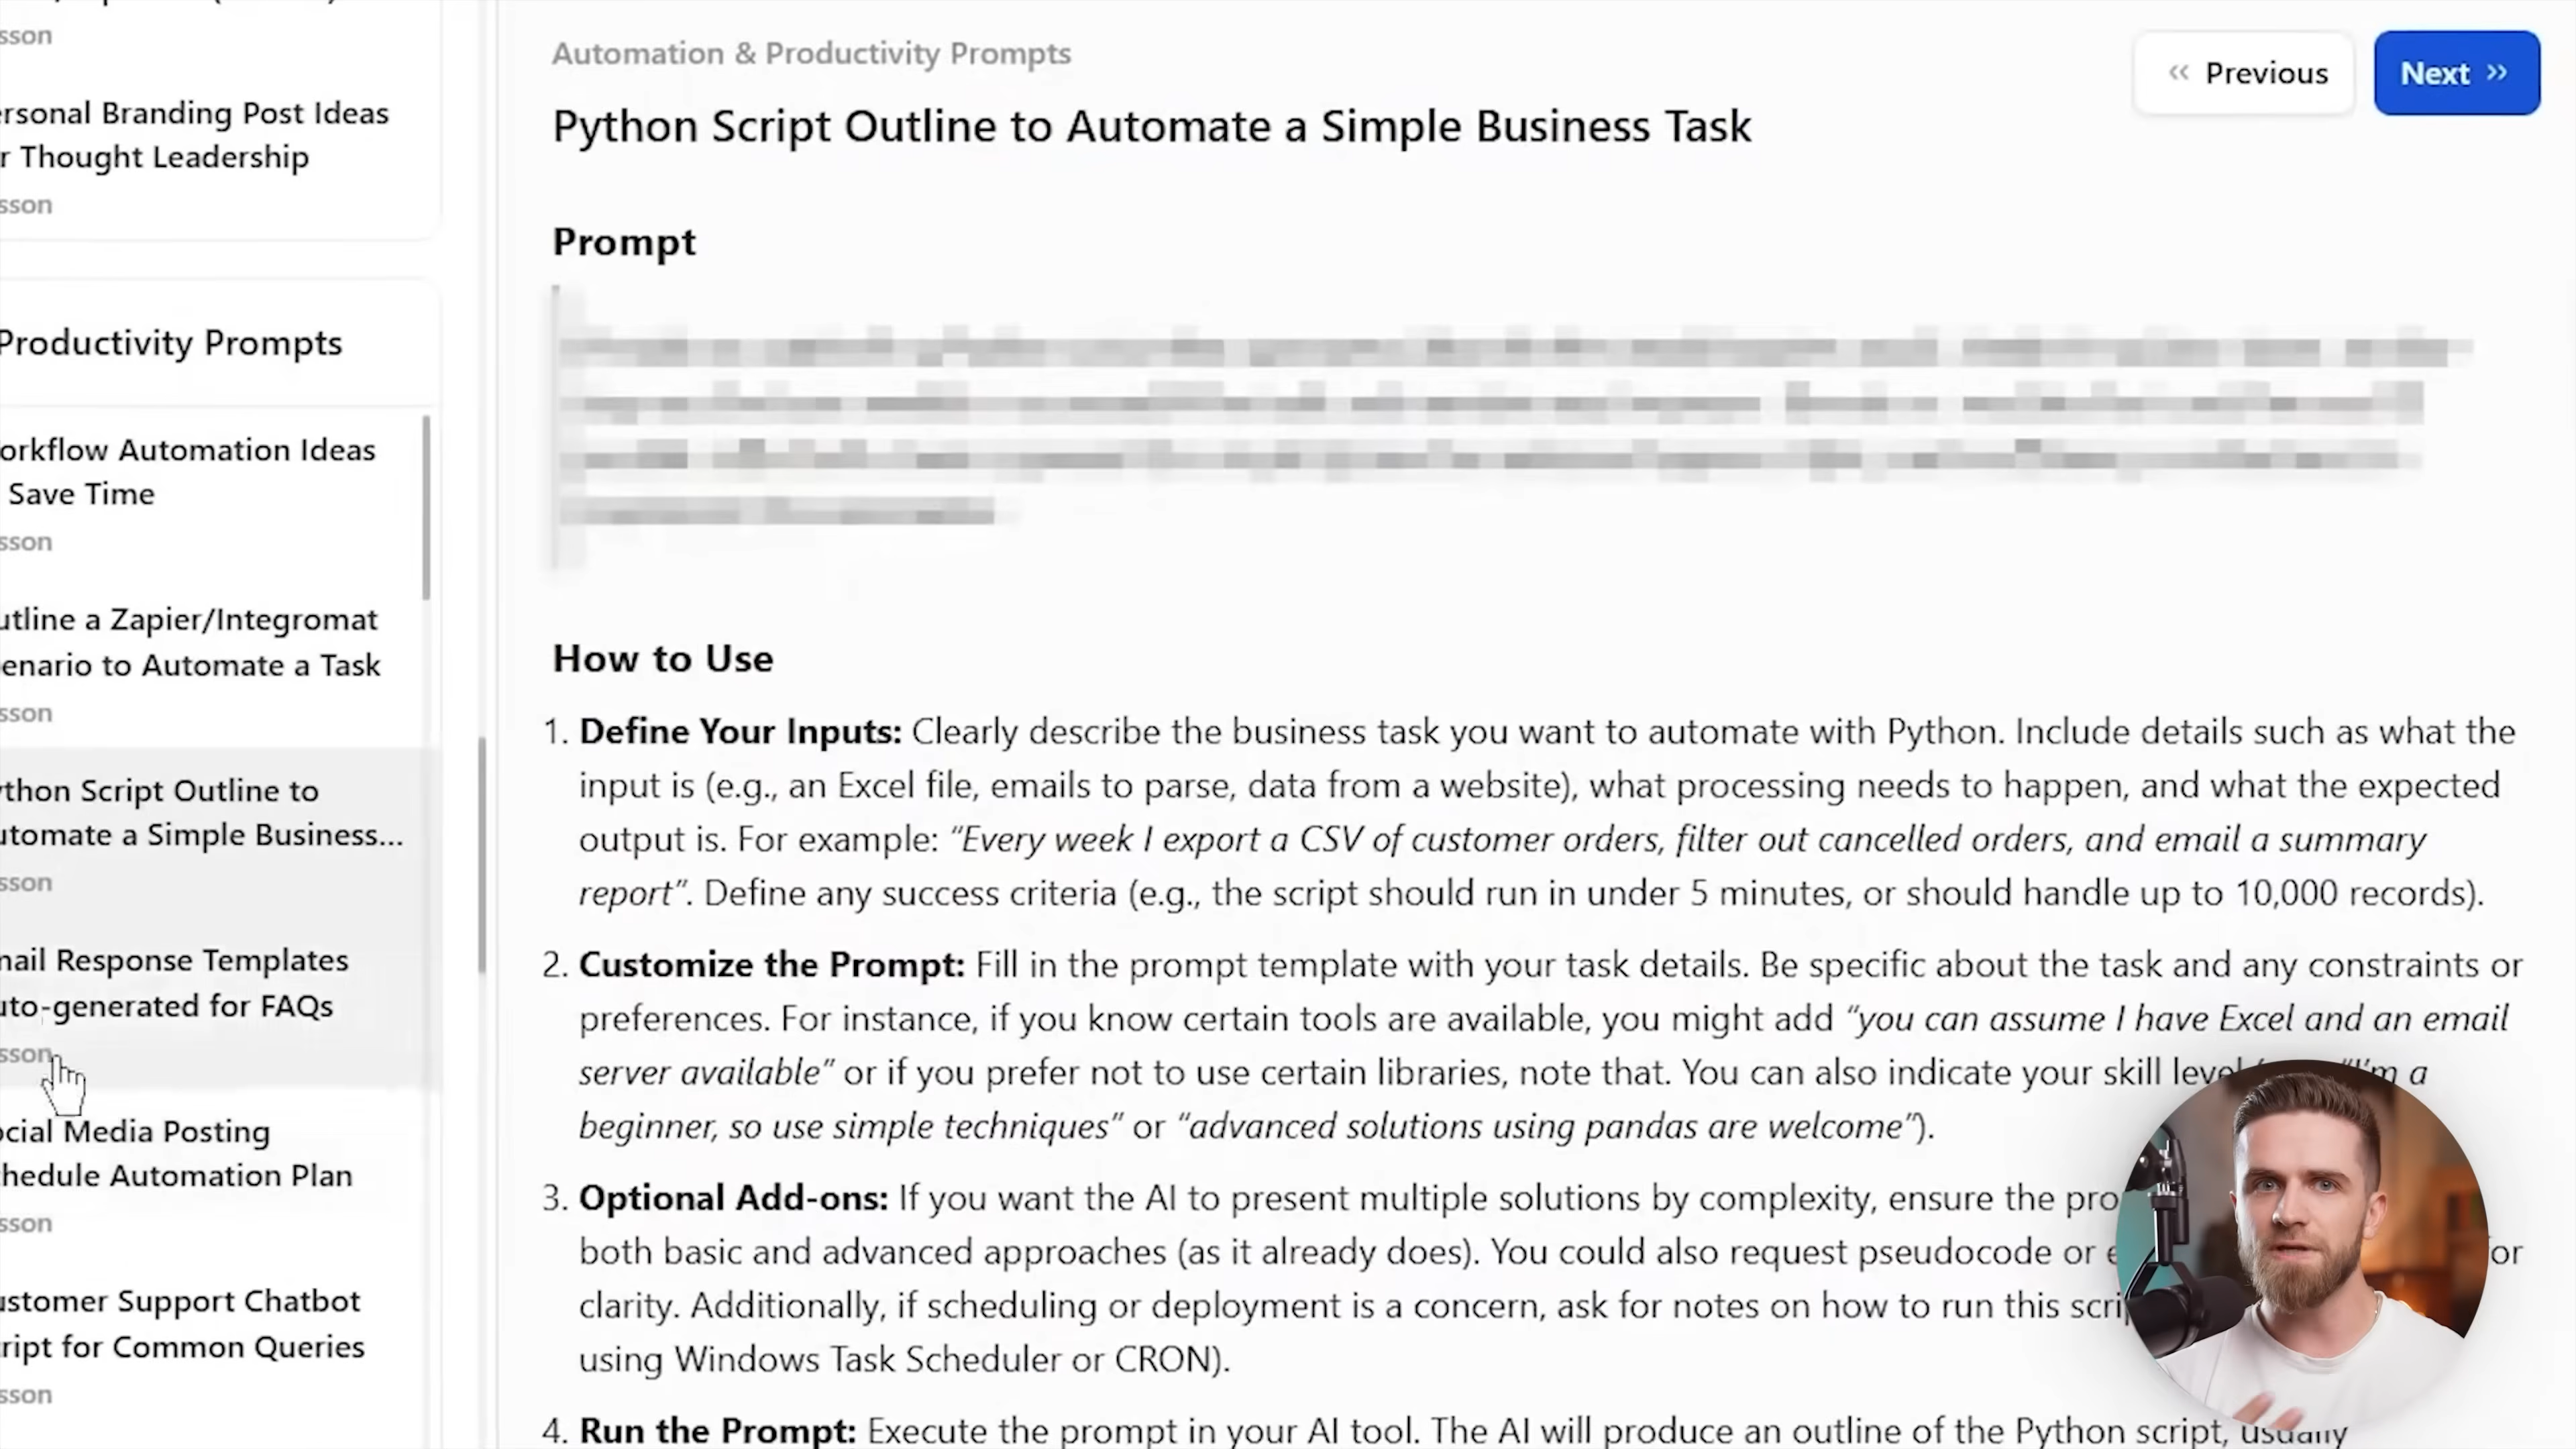 sson
ersonal Branding Post Ideas
r Thought Leadership
sson
Productivity Prompts
orkflow Automation Ideas
Save Time
sson
utline a Zapier/Integromat
enario to Automate a Task
sson
ython Script Outline to
utomate a Simple Business...
sson
mail Response Templates
uto-generated for FAQs
sson
ocial Media Posting
chedule Automation Plan
sson
ustomer Support Chatbot
cript for Common Queries
sson
Automation & Productivity Prompts
« Previous
Next »
Python Script Outline to Automate a Simple Business Task
Prompt
How to Use
1. Define Your Inputs: Clearly describe the business task you want to automate with Python. Include details such as what the
input is (e.g., an Excel file, emails to parse, data from a website), what processing needs to happen, and what the expected
output is. For example: “Every week I export a CSV of customer orders, filter out cancelled orders, and email a summary
report”. Define any success criteria (e.g., the script should run in under 5 minutes, or should handle up to 10,000 records).
2. Customize the Prompt: Fill in the prompt template with your task details. Be specific about the task and any constraints or
preferences. For instance, if you know certain tools are available, you might add “you can assume I have Excel and an email
server available” or if you prefer not to use certain libraries, note that. You can also indicate your skill level “I’m a
beginner, so use simple techniques” or “advanced solutions using pandas are welcome”).
3. Optional Add-ons: If you want the AI to present multiple solutions by complexity, ensure the pro
both basic and advanced approaches (as it already does). You could also request pseudocode or e or
clarity. Additionally, if scheduling or deployment is a concern, ask for notes on how to run this scri
using Windows Task Scheduler or CRON).
4. Run the Prompt: Execute the prompt in your AI tool. The AI will produce an outline of the Python script, usually